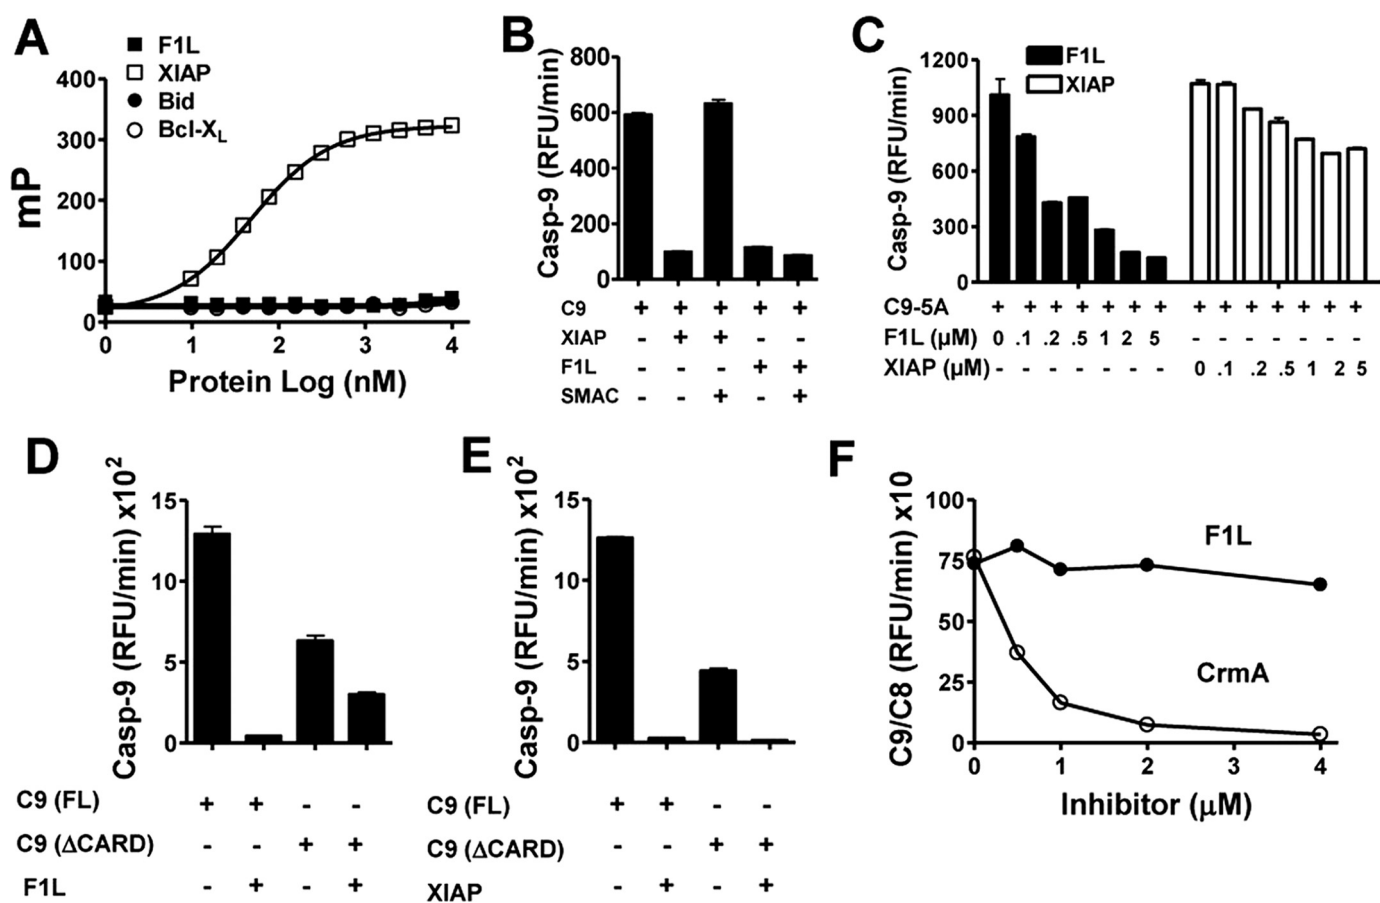 A
F1L
XIAP
Bid
Bcl-XL
400
300
200
100
0
mP
0 1 2 3 4
Protein Log (nM)
B
Casp-9 (RFU/min)
800
600
400
200
0
C9 + + + + +
XIAP - + + - -
F1L - - - + +
SMAC - - + - +
C
F1L
XIAP
Casp-9 (RFU/min)
1200
900
600
300
0
C9-5A + + + + + + + + + + + + + +
F1L (µM) 0 .1 .2 .5 1 2 5 - - - - - - -
XIAP (µM) - - - - - - - 0 .1 .2 .5 1 2 5
D
Casp-9 (RFU/min) x10²
15
10
5
0
C9 (FL) + + - -
C9 (ΔCARD) - - + +
F1L - + - +
E
Casp-9 (RFU/min) x10²
15
10
5
0
C9 (FL) + + - -
C9 (ΔCARD) - - + +
XIAP - + - +
F
C9/C8 (RFU/min) x10
100
75
50
25
0
F1L
CrmA
0 1 2 3 4
Inhibitor (µM)